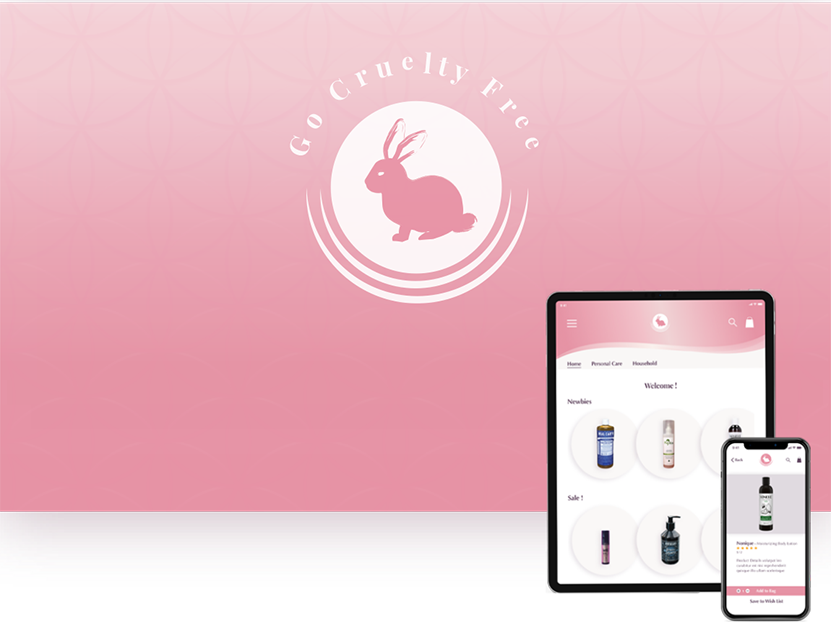 Go Cruelty Free
Home Personal Care Household
Welcome !
Newbies
Sale !
Back
Add to Bag
Save to Wish List